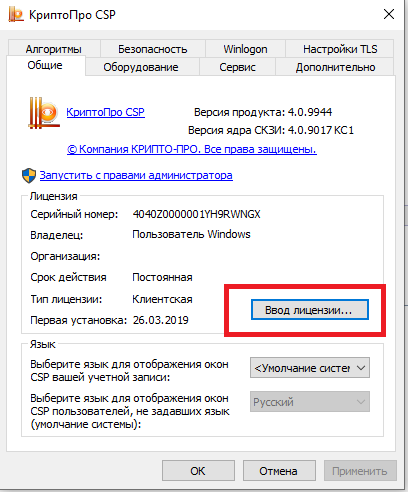 КриптоПро CSP
Алгоритмы Безопасность Winlogon Настройки TLS
Общие Оборудование Сервис Дополнительно
КриптоПро CSP Версия продукта: 4.0.9944
Версия ядра СКЗИ: 4.0.9017 КС1
© Компания КРИПТО-ПРО. Все права защищены.
Запустить с правами администратора
Лицензия
Серийный номер: 4040Z0000001YH9RWNGX
Владелец: Пользователь Windows
Организация:
Срок действия Постоянная
Тип лицензии: Клиентская
Ввод лицензии...
Первая установка: 26.03.2019
Язык
Выберите язык для отображения окон
CSP вашей учетной записи:
<Умолчание систем
Выберите язык для отображения окон
CSP пользователей, не задавших язык
(умолчание системы):
Русский
ОК Отмена Применить